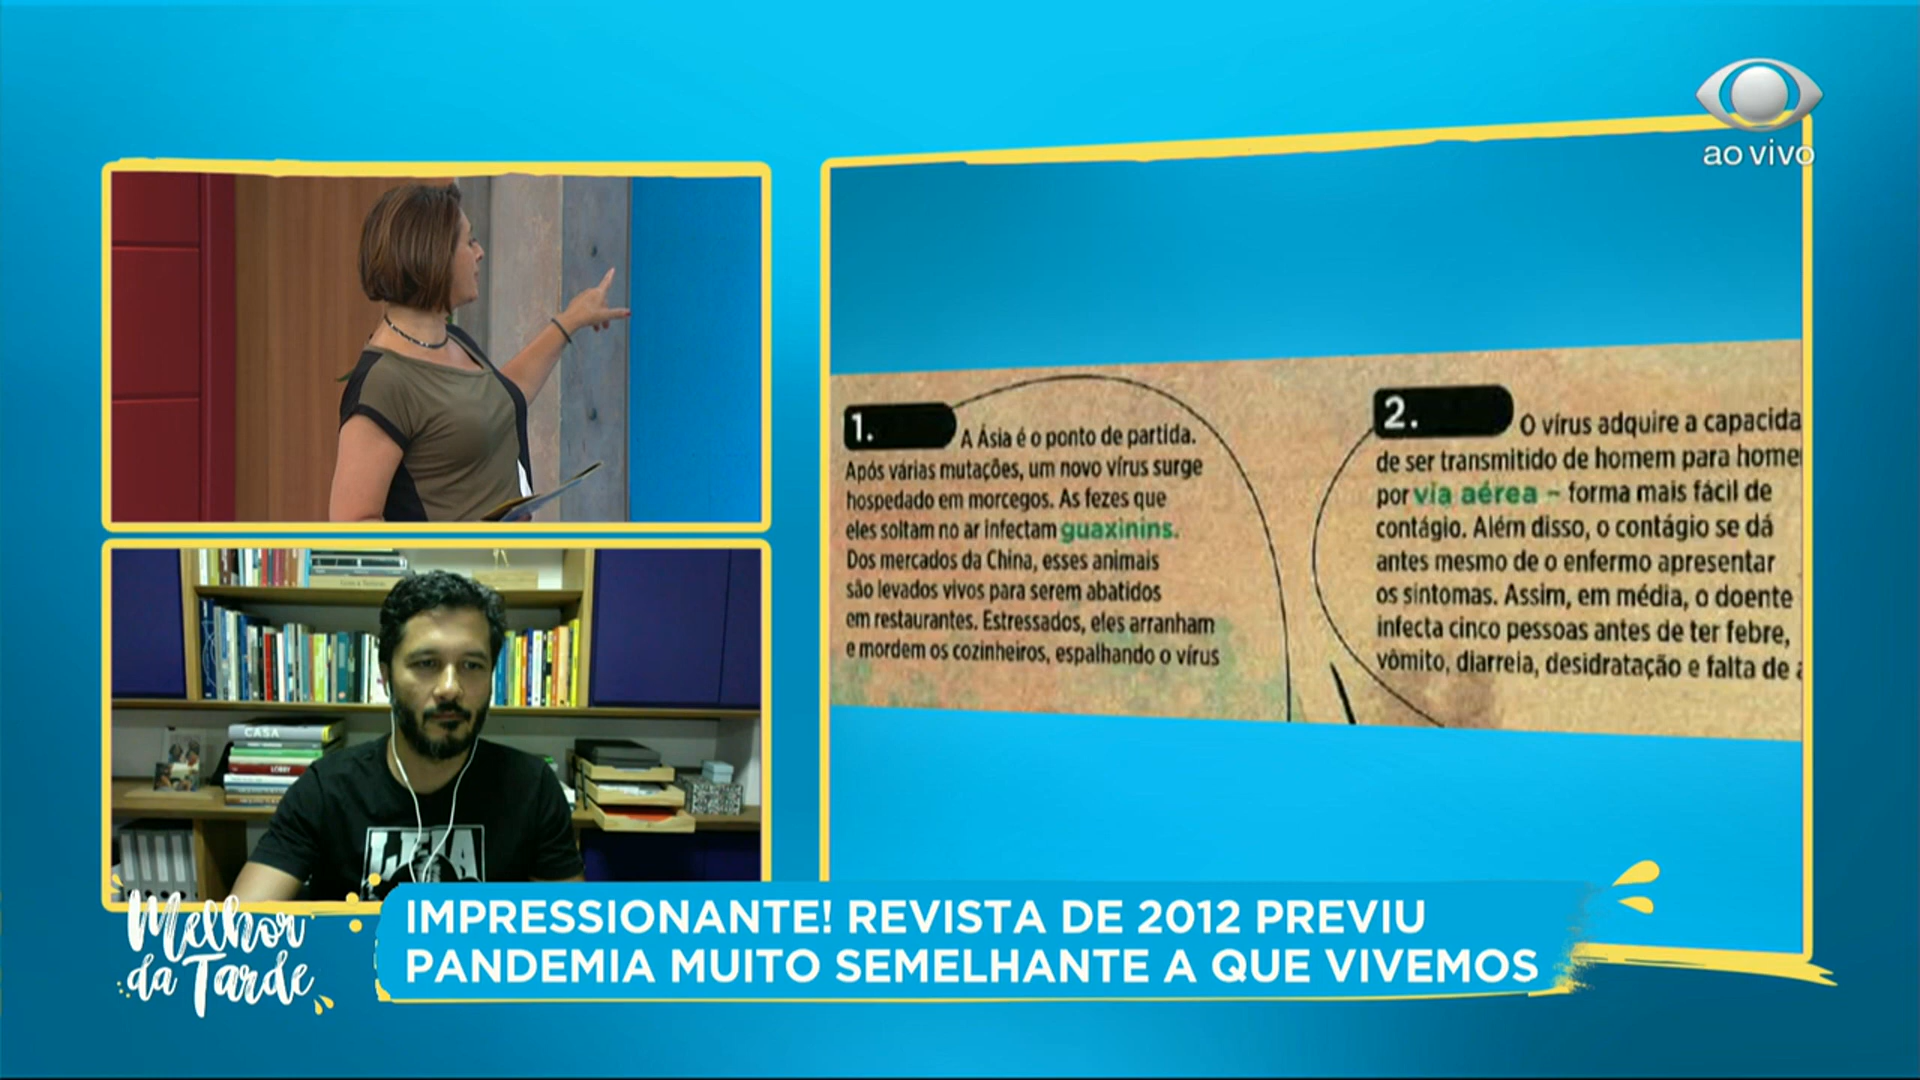 ao vivo
1. A Ásia é o ponto de partida.
Após várias mutações, um novo vírus surge
hospedado em morcegos. As fezes que
eles soltam no ar infectam guaxinins.
Dos mercados da China, esses animais
são levados vivos para serem abatidos
em restaurantes. Estressados, eles arranham
e mordem os cozinheiros, espalhando o vírus
2. O vírus adquire a capacida
de ser transmitido de homem para home
por via aérea – forma mais fácil de
contágio. Além disso, o contágio se dá
antes mesmo de o enfermo apresentar
os sintomas. Assim, em média, o doente
infecta cinco pessoas antes de ter febre,
vômito, diarreia, desidratação e falta de a
CASA
LOBBY
Melhor
da Tarde
IMPRESSIONANTE! REVISTA DE 2012 PREVIU
PANDEMIA MUITO SEMELHANTE A QUE VIVEMOS